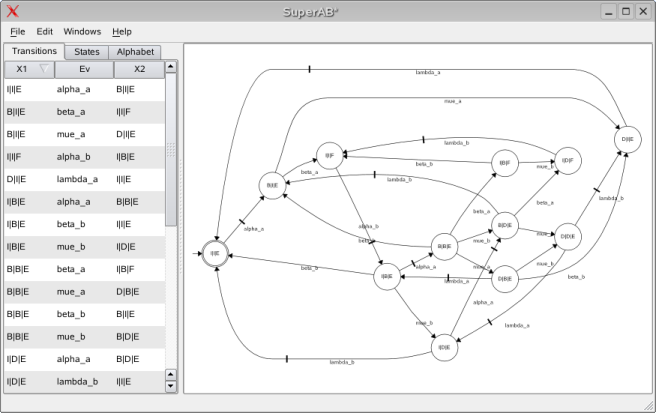 SuperAB*
File Edit Windows Help
Transitions States Alphabet
X1 Ev X2
I|I|E alpha_a B|I|E
B|I|E beta_a I|I|F
B|I|E mue_a D|I|E
I|I|F alpha_b I|B|E
D|I|E lambda_a I|I|E
I|B|E alpha_a B|B|E
I|B|E beta_b I|I|E
I|B|E mue_b I|D|E
B|B|E beta_a I|B|F
B|B|E mue_a D|B|E
B|B|E beta_b B|I|E
B|B|E mue_b B|D|E
I|D|E alpha_a B|D|E
I|D|E lambda_b I|I|E
lambda_a
mue_a
D|I|E
lambda_b
I|I|F
beta_b
I|B|F
mue_b
I|D|F
beta_a
lambda_b
B|I|E
lambda_b
beta_a
beta_a
alpha_a
alpha_b
B|D|E
mue_b
D|D|E
I|I|E
B|B|E
mue_b
alpha_a
mue_a
mue_b
beta_b
I|B|E
lambda_a
D|B|E
beta_b
alpha_a
mue_b
lambda_a
I|D|E
lambda_b